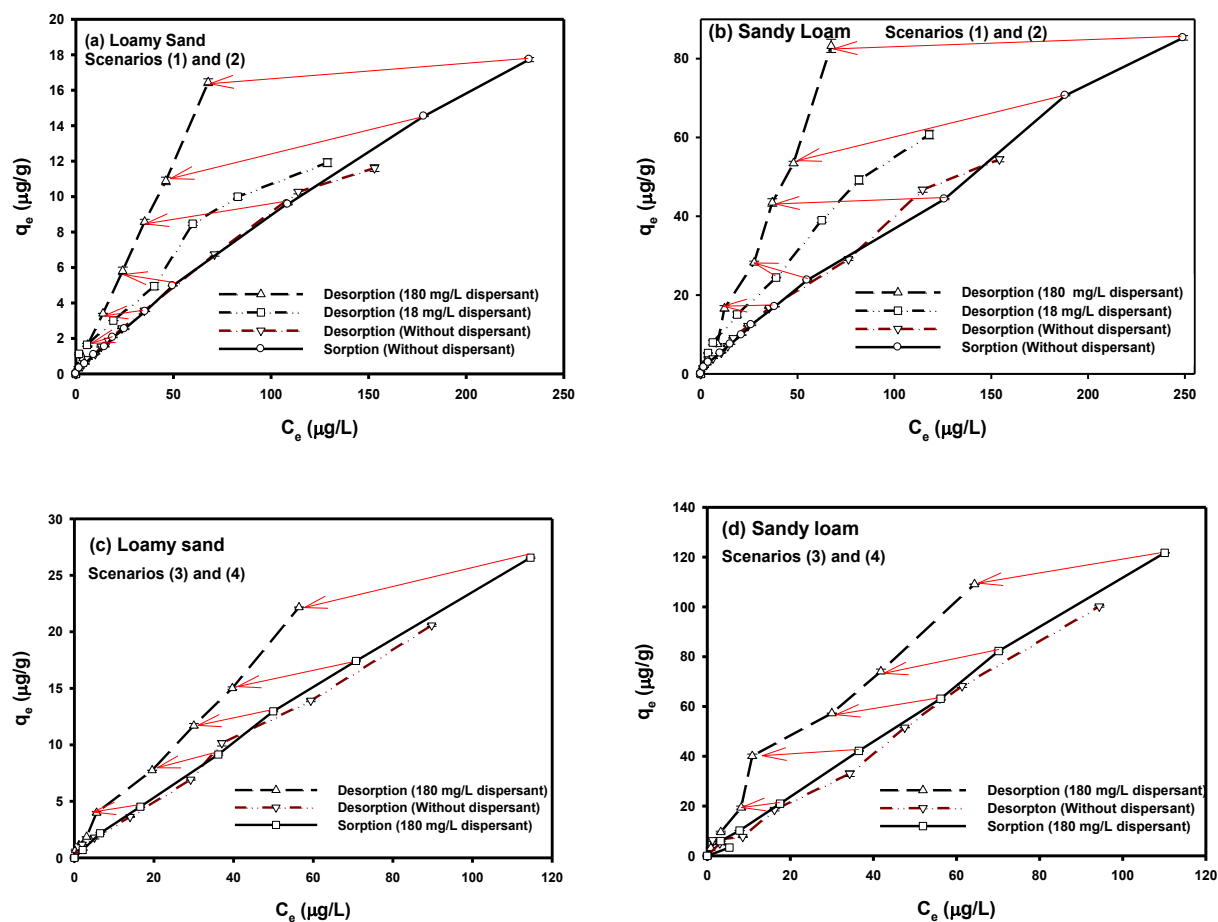 (a) Loamy Sand
Scenarios (1) and (2)
20
18
16
14
12
10
8
6
4
2
0
qe (µg/g)
Desorption (180 mg/L dispersant)
Desorption (18 mg/L dispersant)
Desorption (Without dispersant)
Sorption (Without dispersant)
0 50 100 150 200 250
Ce (µg/L)
(b) Sandy Loam Scenarios (1) and (2)
80
60
40
20
0
qe (µg/g)
Desorption (180 mg/L dispersant)
Desorption (18 mg/L dispersant)
Desorption (Without dispersant)
Sorption (Without dispersant)
0 50 100 150 200 250
Ce (µg/L)
(c) Loamy sand
Scenarios (3) and (4)
30
25
20
15
10
5
0
qe (µg/g)
Desorption (180 mg/L dispersant)
Desorption (Without dispersant)
Sorption (180 mg/L dispersant)
0 20 40 60 80 100 120
Ce (µg/L)
(d) Sandy loam
Scenarios (3) and (4)
140
120
100
80
60
40
20
0
qe (µg/g)
Desorption (180 mg/L dispersant)
Desorpton (Without dispersant)
Sorption (180 mg/L dispersant)
0 20 40 60 80 100 120
Ce (µg/L)